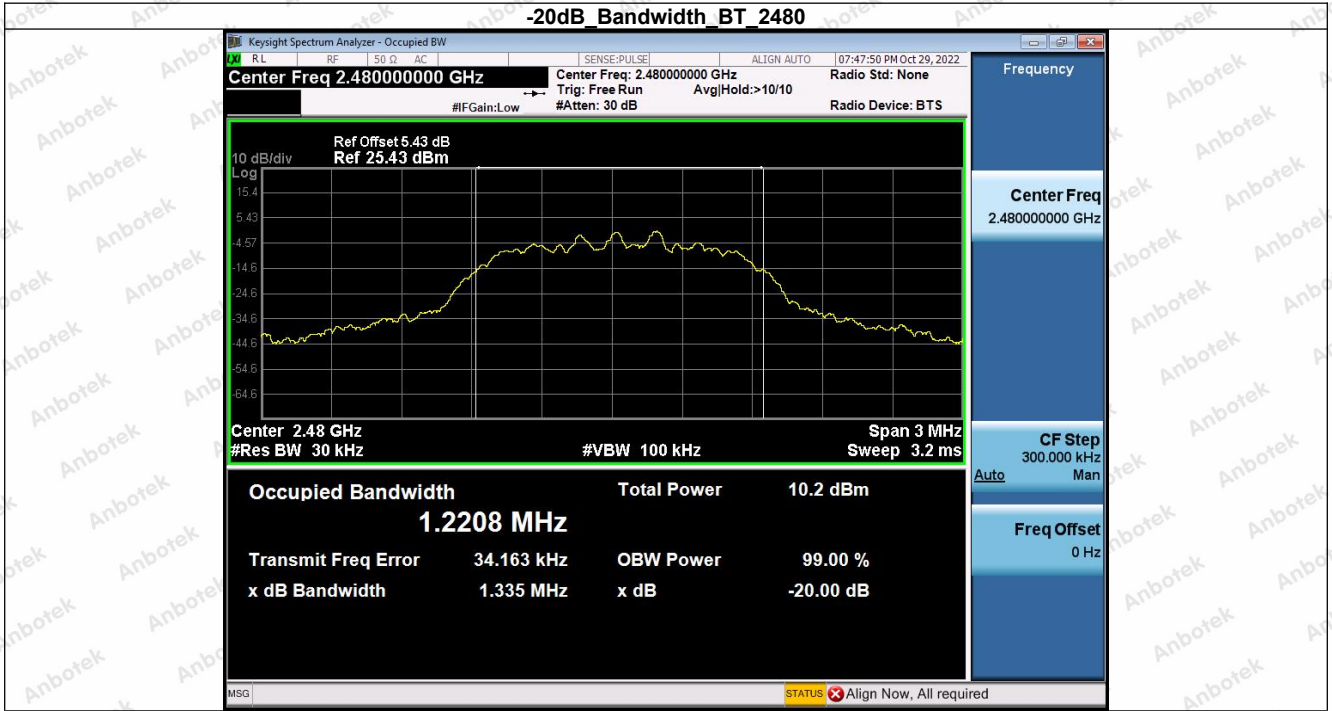 -20dB_Bandwidth_BT_2480
Keysight Spectrum Analyzer - Occupied BW
LXI RL RF 50 Ω AC SENSE:PULSE ALIGN AUTO 07:47:50 PM Oct 29, 2022
Center Freq 2.480000000 GHz Center Freq: 2.480000000 GHz Radio Std: None
Trig: Free Run Avg|Hold:>10/10
#IFGain:Low #Atten: 30 dB Radio Device: BTS
Frequency
Ref Offset 5.43 dB
10 dB/div Ref 25.43 dBm
Log
15.4
5.43
-4.57
-14.6
-24.6
-34.6
-44.6
-54.6
-64.6
Center 2.48 GHz Span 3 MHz
#Res BW 30 kHz #VBW 100 kHz Sweep 3.2 ms
Center Freq
2.480000000 GHz
CF Step
300.000 kHz
Auto Man
Freq Offset
0 Hz
Occupied Bandwidth Total Power 10.2 dBm
1.2208 MHz
Transmit Freq Error 34.163 kHz OBW Power 99.00 %
x dB Bandwidth 1.335 MHz x dB -20.00 dB
MSG STATUS Align Now, All required
Anbotek